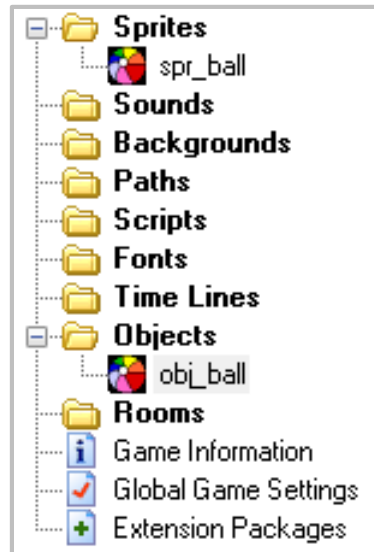 Sprites
spr_ball
Sounds
Backgrounds
Paths
Scripts
Fonts
Time Lines
Objects
obj_ball
Rooms
Game Information
Global Game Settings
Extension Packages